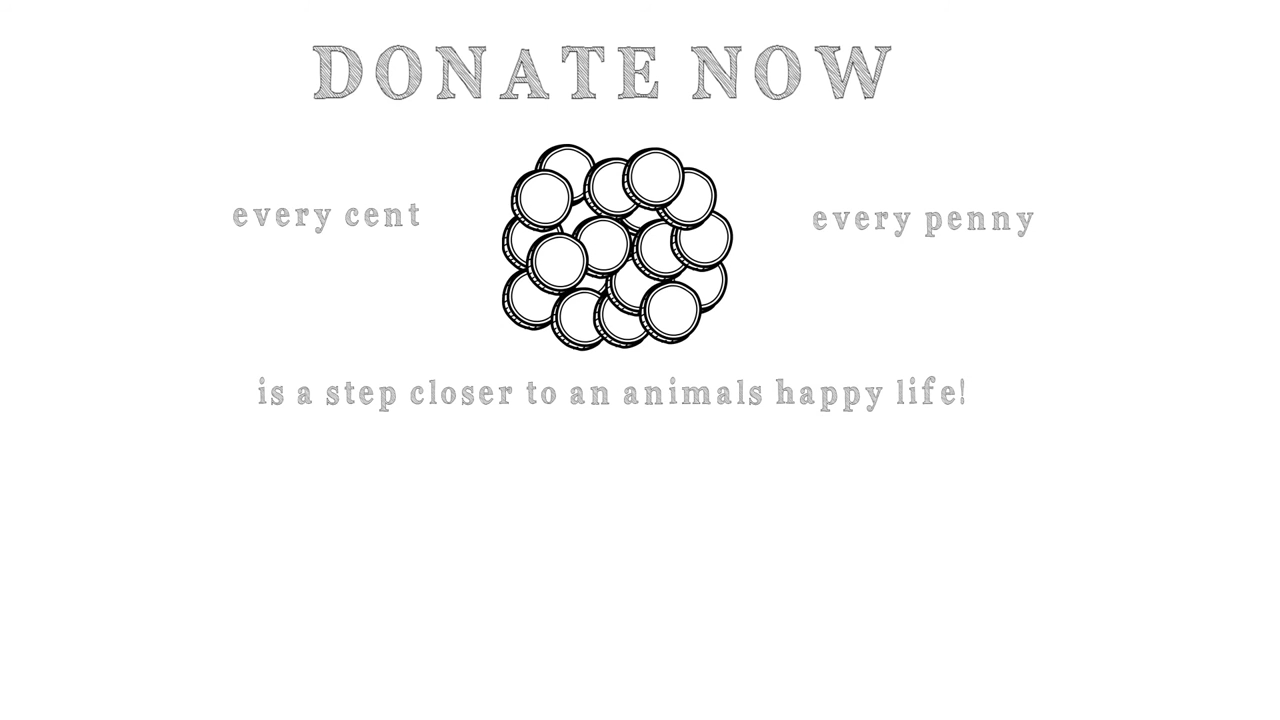 DONATE NOW
every cent
every penny
is a step closer to an animals happy life!